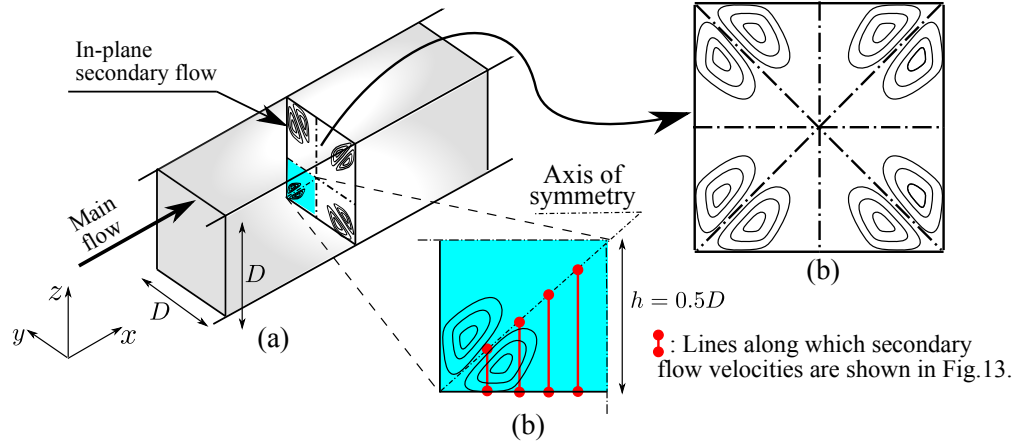 In-plane
secondary flow
Main
flow
z
y
x
D
D
(a)
Axis of
symmetry
h = 0.5D
(b)
(b)
: Lines along which secondary
flow velocities are shown in Fig.13.